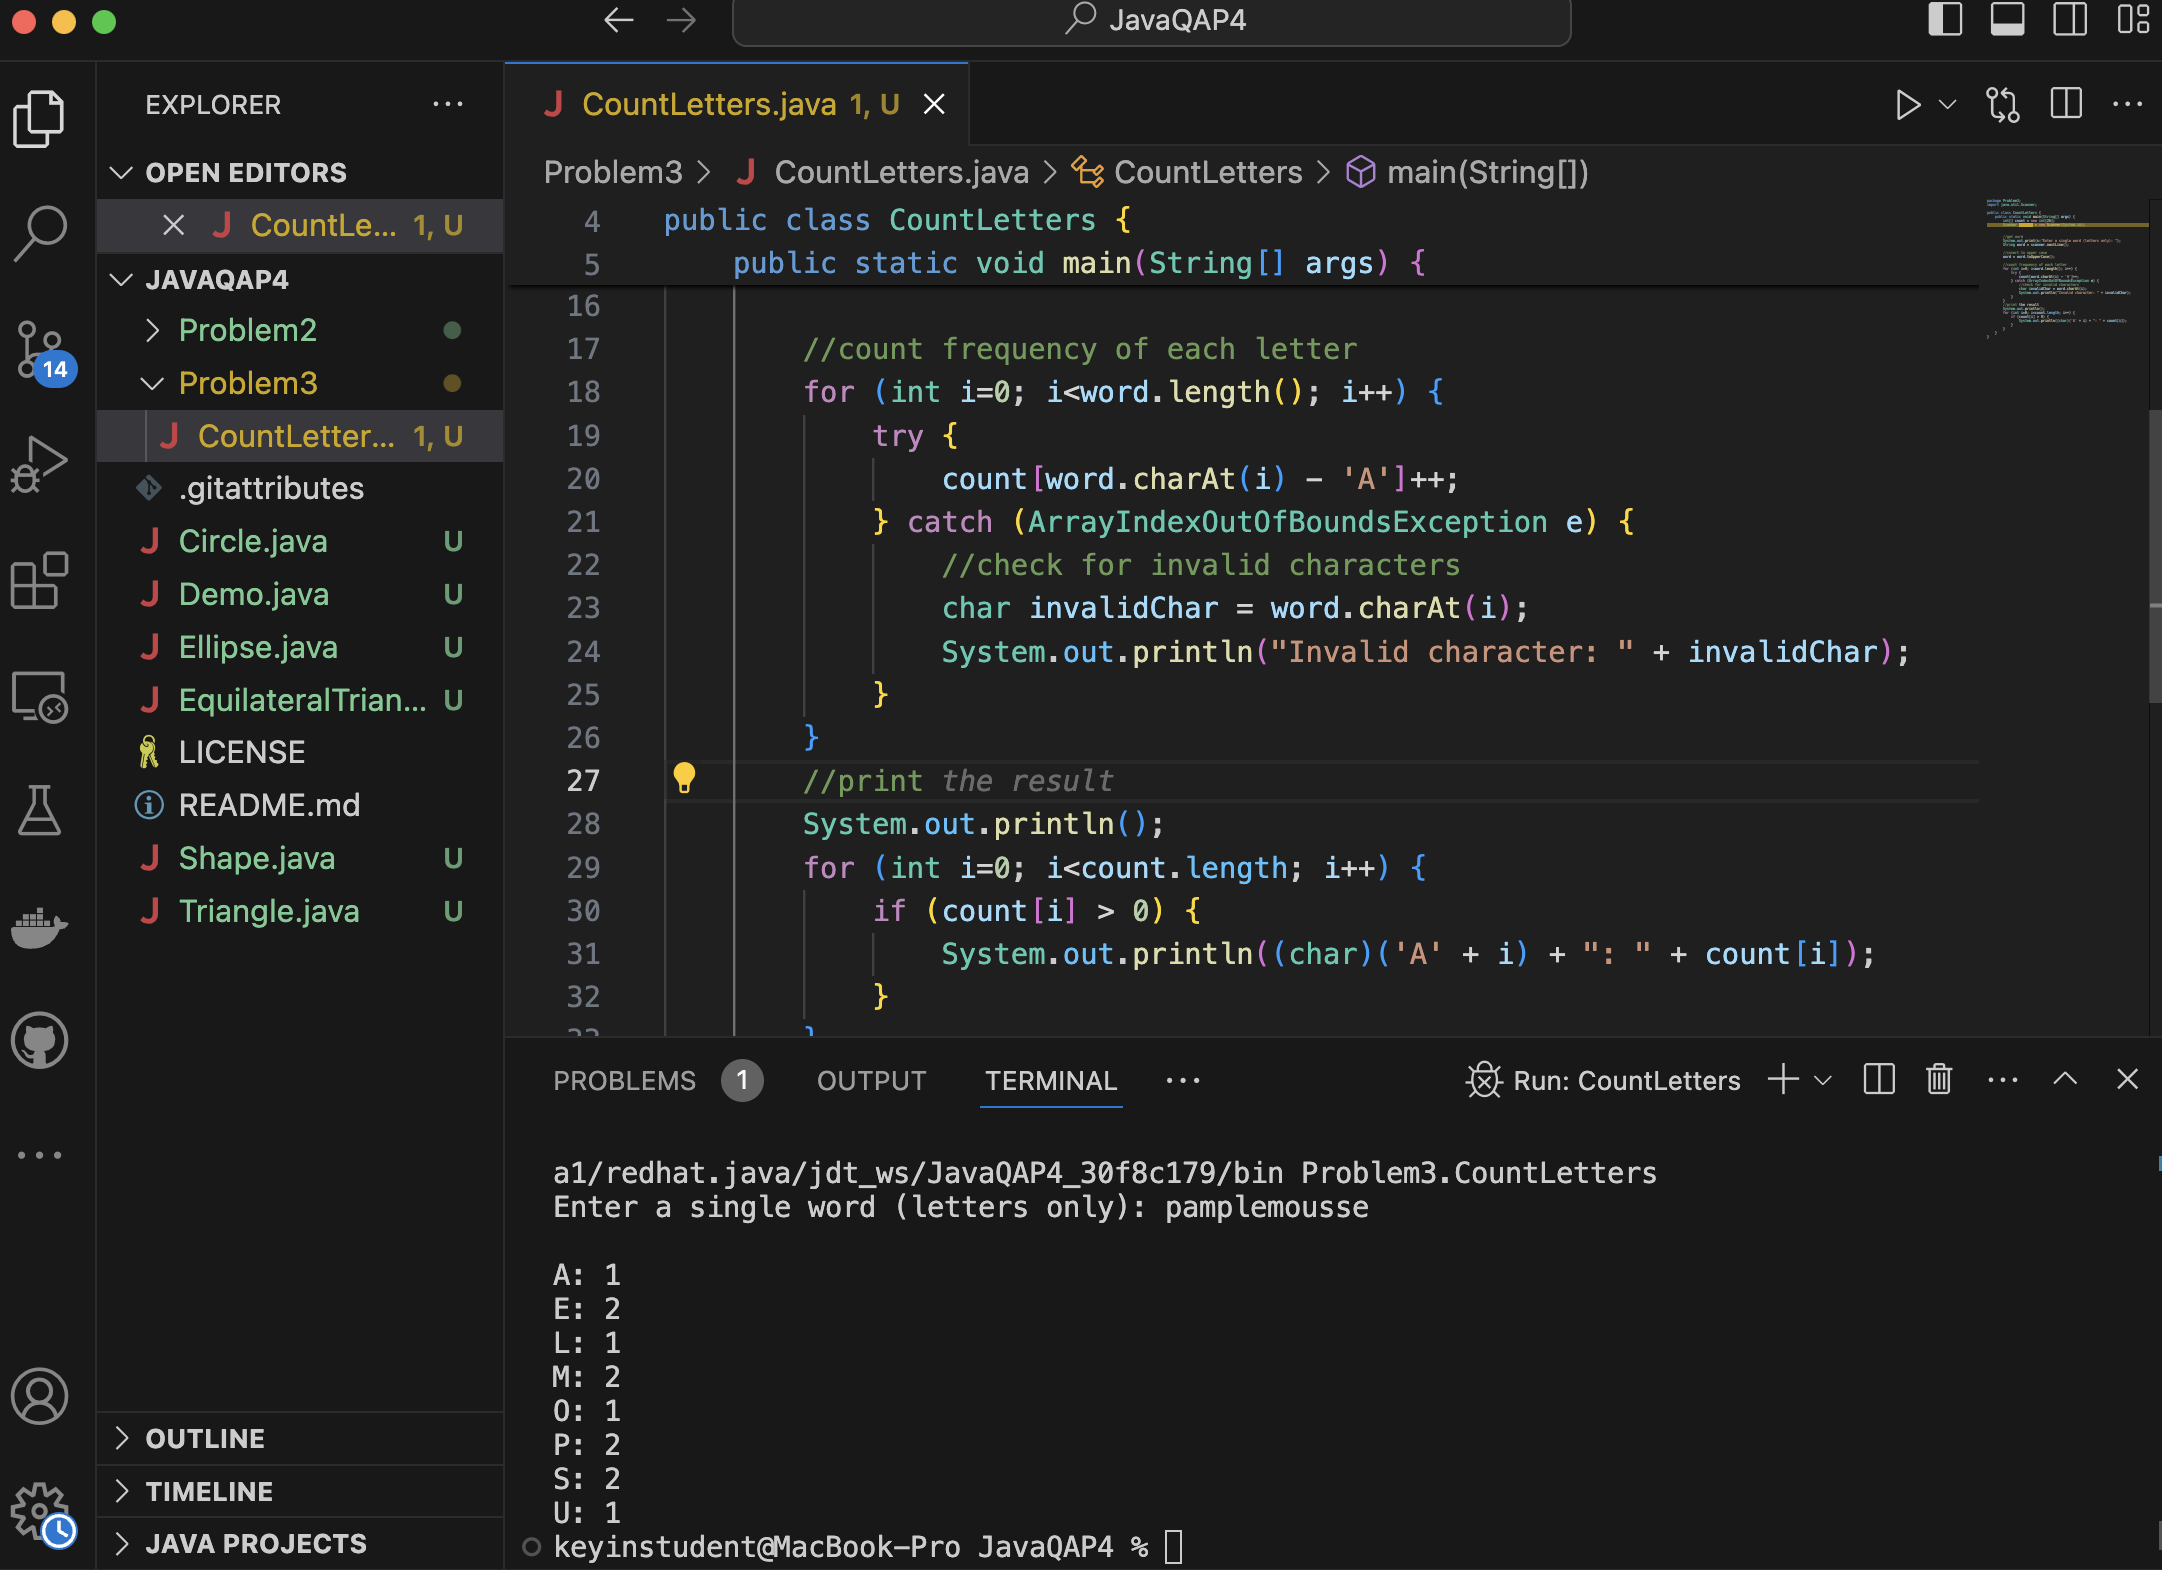 JavaQAP4
EXPLORER
OPEN EDITORS
CountLe... 1, U
JAVAQAP4
Problem2
Problem3
CountLetter... 1, U
.gitattributes
Circle.java U
Demo.java U
Ellipse.java U
EquilateralTrian... U
LICENSE
README.md
Shape.java U
Triangle.java U
OUTLINE
TIMELINE
JAVA PROJECTS
14
CountLetters.java 1, U
Problem3 > CountLetters.java > CountLetters > main(String[])
4 public class CountLetters {
5 public static void main(String[] args) {
16
17 //count frequency of each letter
18 for (int i=0; i<word.length(); i++) {
19 try {
20 count[word.charAt(i) - 'A']++;
21 } catch (ArrayIndexOutOfBoundsException e) {
22 //check for invalid characters
23 char invalidChar = word.charAt(i);
24 System.out.println("Invalid character: " + invalidChar);
25 }
26 }
27 //print the result
28 System.out.println();
29 for (int i=0; i<count.length; i++) {
30 if (count[i] > 0) {
31 System.out.println((char)('A' + i) + ": " + count[i]);
32 }
PROBLEMS 1 OUTPUT TERMINAL Run: CountLetters
a1/redhat.java/jdt_ws/JavaQAP4_30f8c179/bin Problem3.CountLetters
Enter a single word (letters only): pamplemousse
A: 1
E: 2
L: 1
M: 2
O: 1
P: 2
S: 2
U: 1
keyinstudent@MacBook-Pro JavaQAP4 %